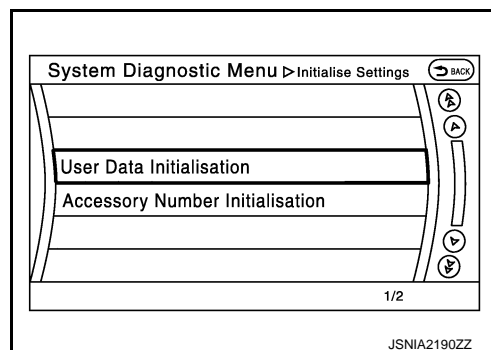 System Diagnostic Menu ▷ Initialise Settings
BACK
User Data Initialisation
Accessory Number Initialisation
1/2
JSNIA2190ZZ